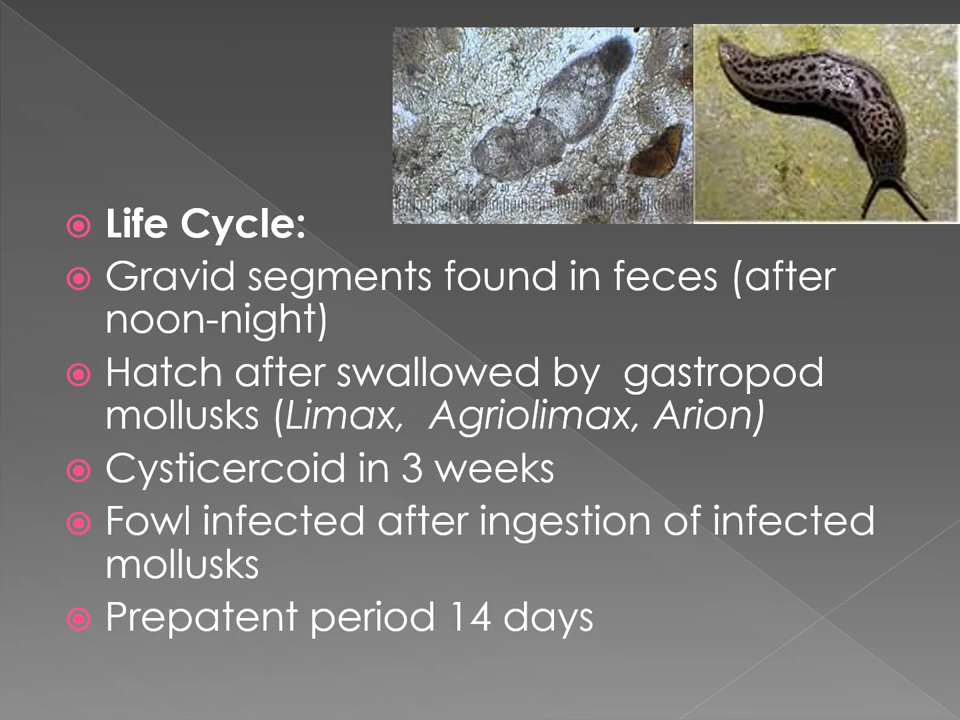 Life Cycle:
Gravid segments found in feces (after
noon-night)
Hatch after swallowed by  gastropod
mollusks (Limax,  Agriolimax, Arion)
Cysticercoid in 3 weeks
Fowl infected after ingestion of infected
mollusks
Prepatent period 14 days